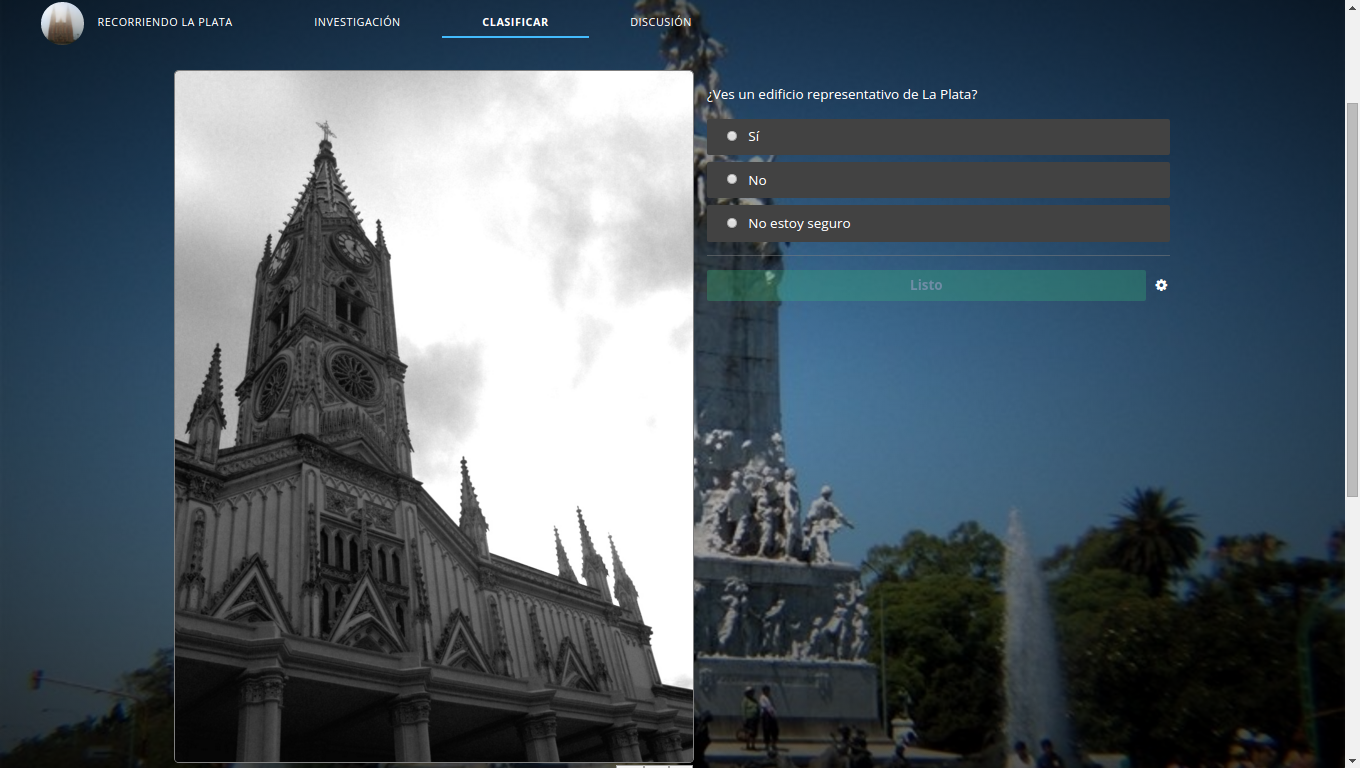 RECORRIENDO LA PLATA
INVESTIGACIÓN
CLASIFICAR
DISCUSIÓN
¿Ves un edificio representativo de La Plata?
Sí
No
No estoy seguro
Listo